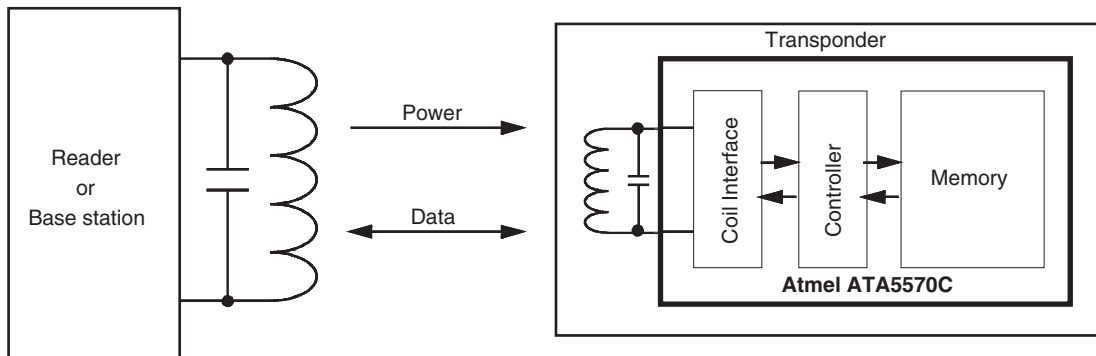 Reader
or
Base station
Power
Data
Transponder
Coil Interface
Controller
Memory
Atmel ATA5570C